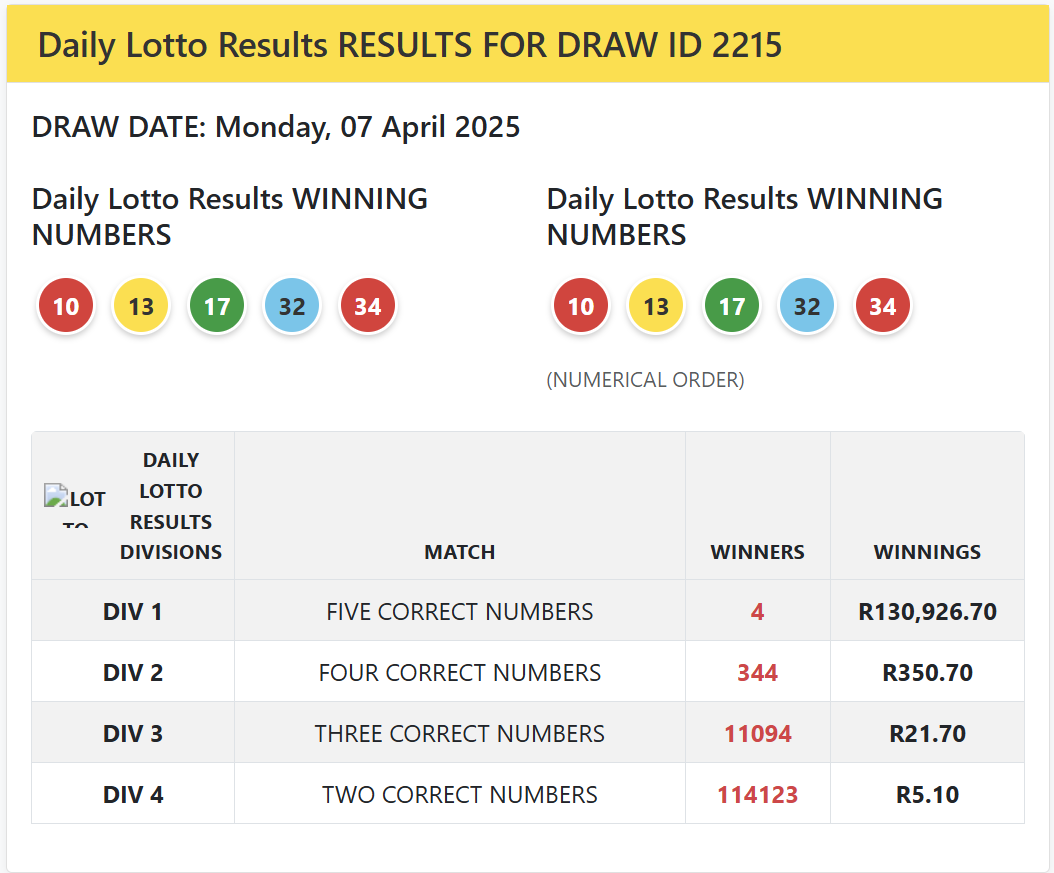 Daily Lotto Results RESULTS FOR DRAW ID 2215
DRAW DATE: Monday, 07 April 2025
Daily Lotto Results WINNING
NUMBERS
10 13 17 32 34
Daily Lotto Results WINNING
NUMBERS
10 13 17 32 34
(NUMERICAL ORDER)
LOT
TO
DAILY
LOTTO
RESULTS
DIVISIONS
MATCH
WINNERS
WINNINGS
DIV 1 FIVE CORRECT NUMBERS 4 R130,926.70
DIV 2 FOUR CORRECT NUMBERS 344 R350.70
DIV 3 THREE CORRECT NUMBERS 11094 R21.70
DIV 4 TWO CORRECT NUMBERS 114123 R5.10